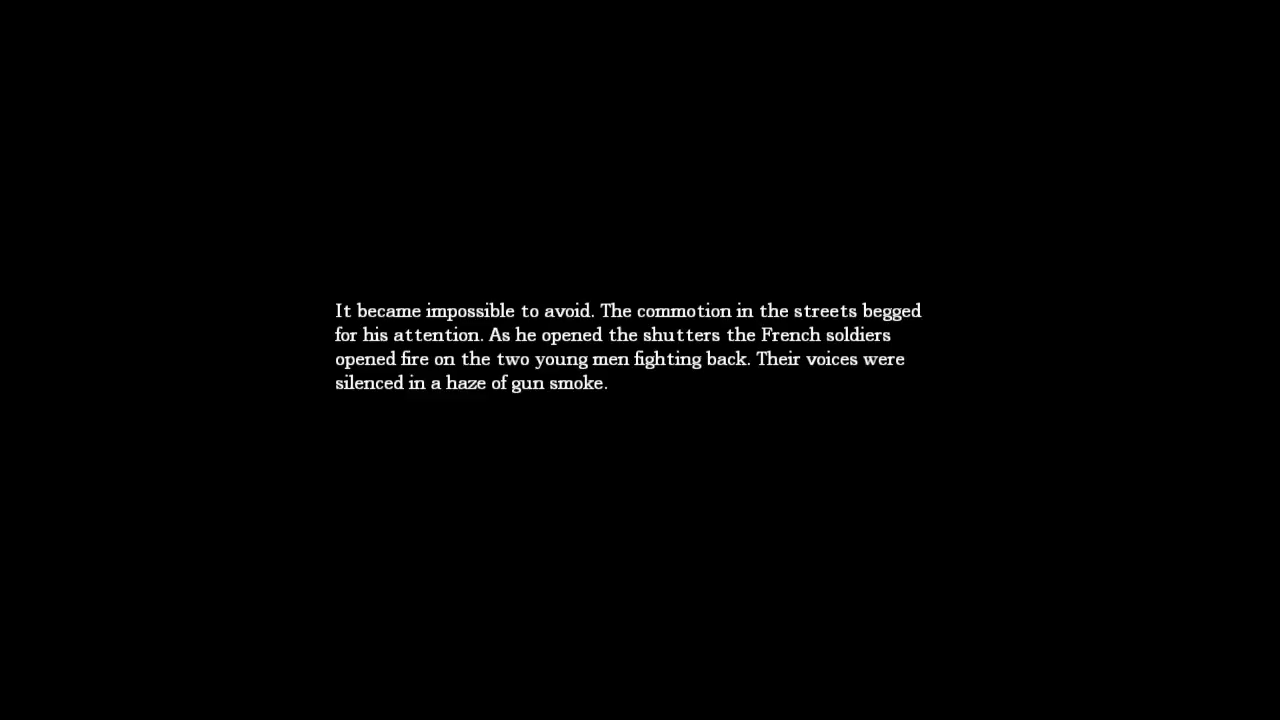 It became impossible to avoid. The commotion in the streets begged
for his attention. As he opened the shutters the French soldiers
opened fire on the two young men fighting back. Their voices were
silenced in a haze of gun smoke.